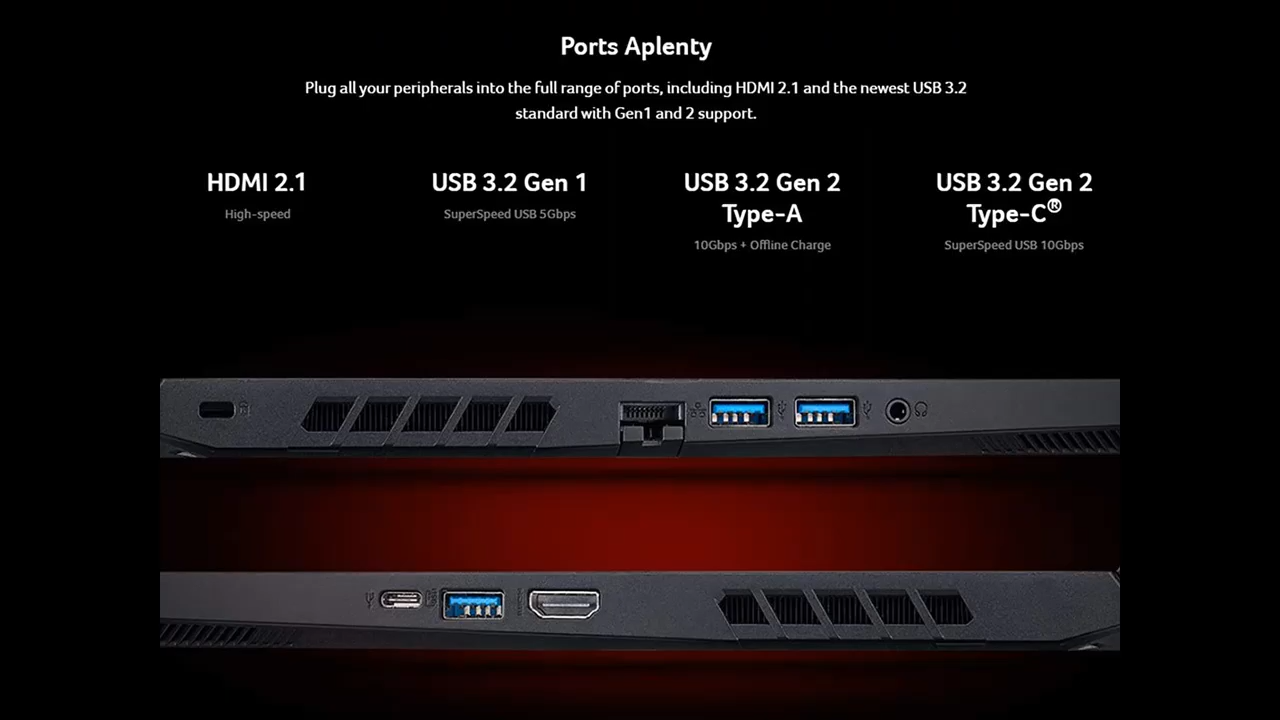 Ports Aplenty
Plug all your peripherals into the full range of ports, including HDMI 2.1 and the newest USB 3.2
standard with Gen1 and 2 support.
HDMI 2.1
High-speed
USB 3.2 Gen 1
SuperSpeed USB 5Gbps
USB 3.2 Gen 2
Type-A
10Gbps + Offline Charge
USB 3.2 Gen 2
Type-C®
SuperSpeed USB 10Gbps